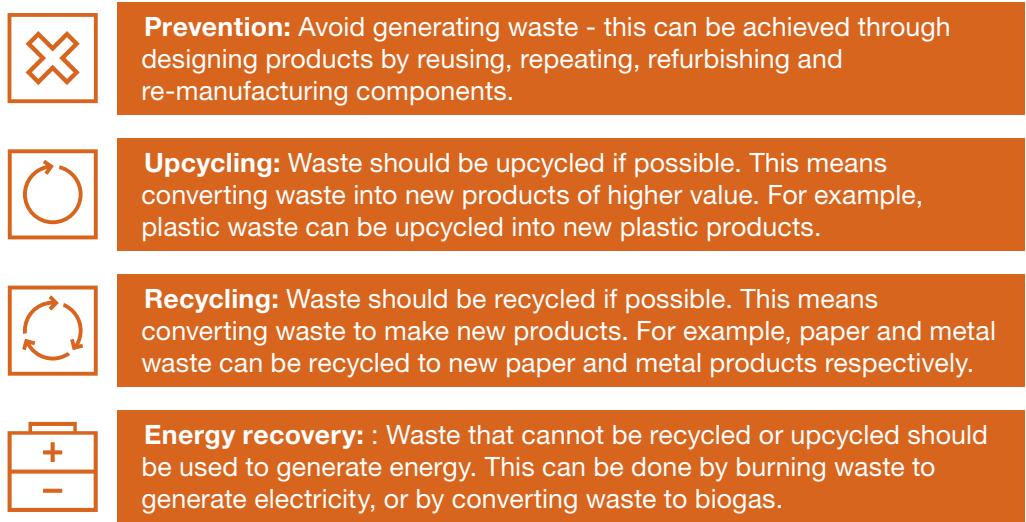 Prevention: Avoid generating waste - this can be achieved through
designing products by reusing, repeating, refurbishing and
re-manufacturing components.
Upcycling: Waste should be upcycled if possible. This means
converting waste into new products of higher value. For example,
plastic waste can be upcycled into new plastic products.
Recycling: Waste should be recycled if possible. This means
converting waste to make new products. For example, paper and metal
waste can be recycled to new paper and metal products respectively.
Energy recovery: : Waste that cannot be recycled or upcycled should
be used to generate energy. This can be done by burning waste to
generate electricity, or by converting waste to biogas.